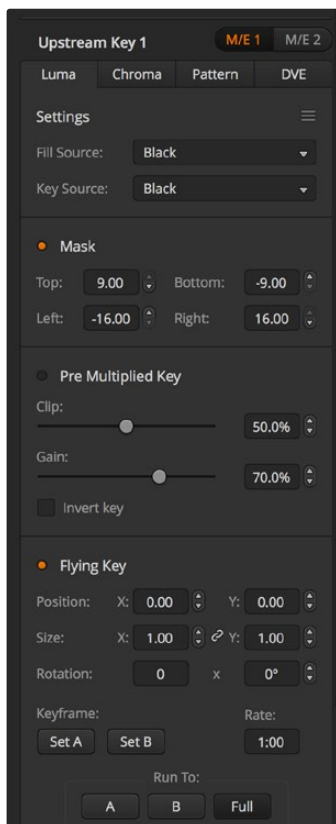 Upstream Key 1 M/E 1 M/E 2
Luma Chroma Pattern DVE
Settings
Fill Source: Black
Key Source: Black
Mask
Top: 9.00 Bottom: -9.00
Left: -16.00 Right: 16.00
Pre Multiplied Key
Clip:
50.0%
Gain:
70.0%
Invert key
Flying Key
Position: X: 0.00 Y: 0.00
Size: X: 1.00 Y: 1.00
Rotation: 0 x 0°
Keyframe: Rate:
Set A Set B 1:00
Run To:
A B Full